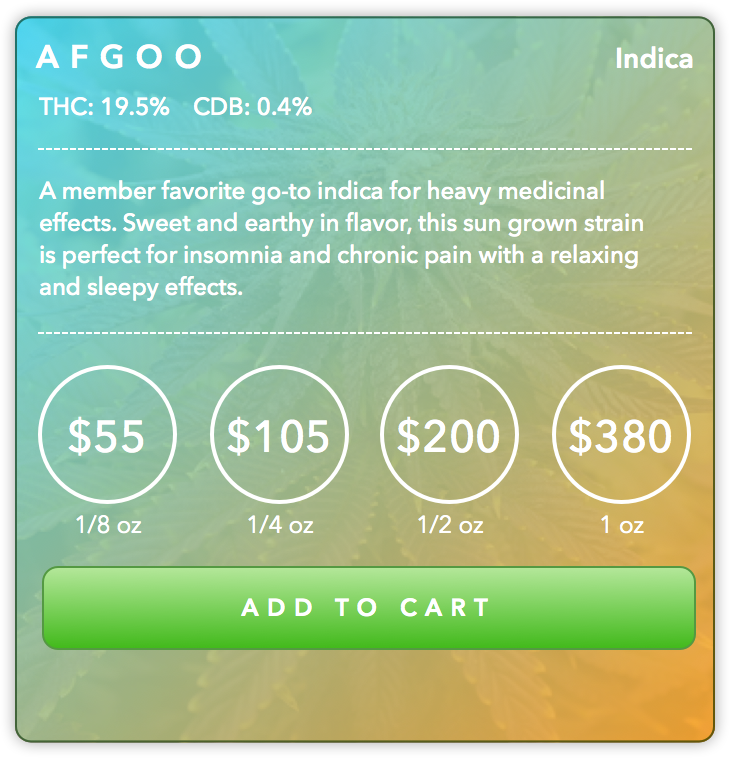 AFGOO
Indica
THC: 19.5% CDB: 0.4%
A member favorite go-to indica for heavy medicinal
effects. Sweet and earthy in flavor, this sun grown strain
is perfect for insomnia and chronic pain with a relaxing
and sleepy effects.
$55 $105 $200 $380
1/8 oz 1/4 oz 1/2 oz 1 oz
ADD TO CART